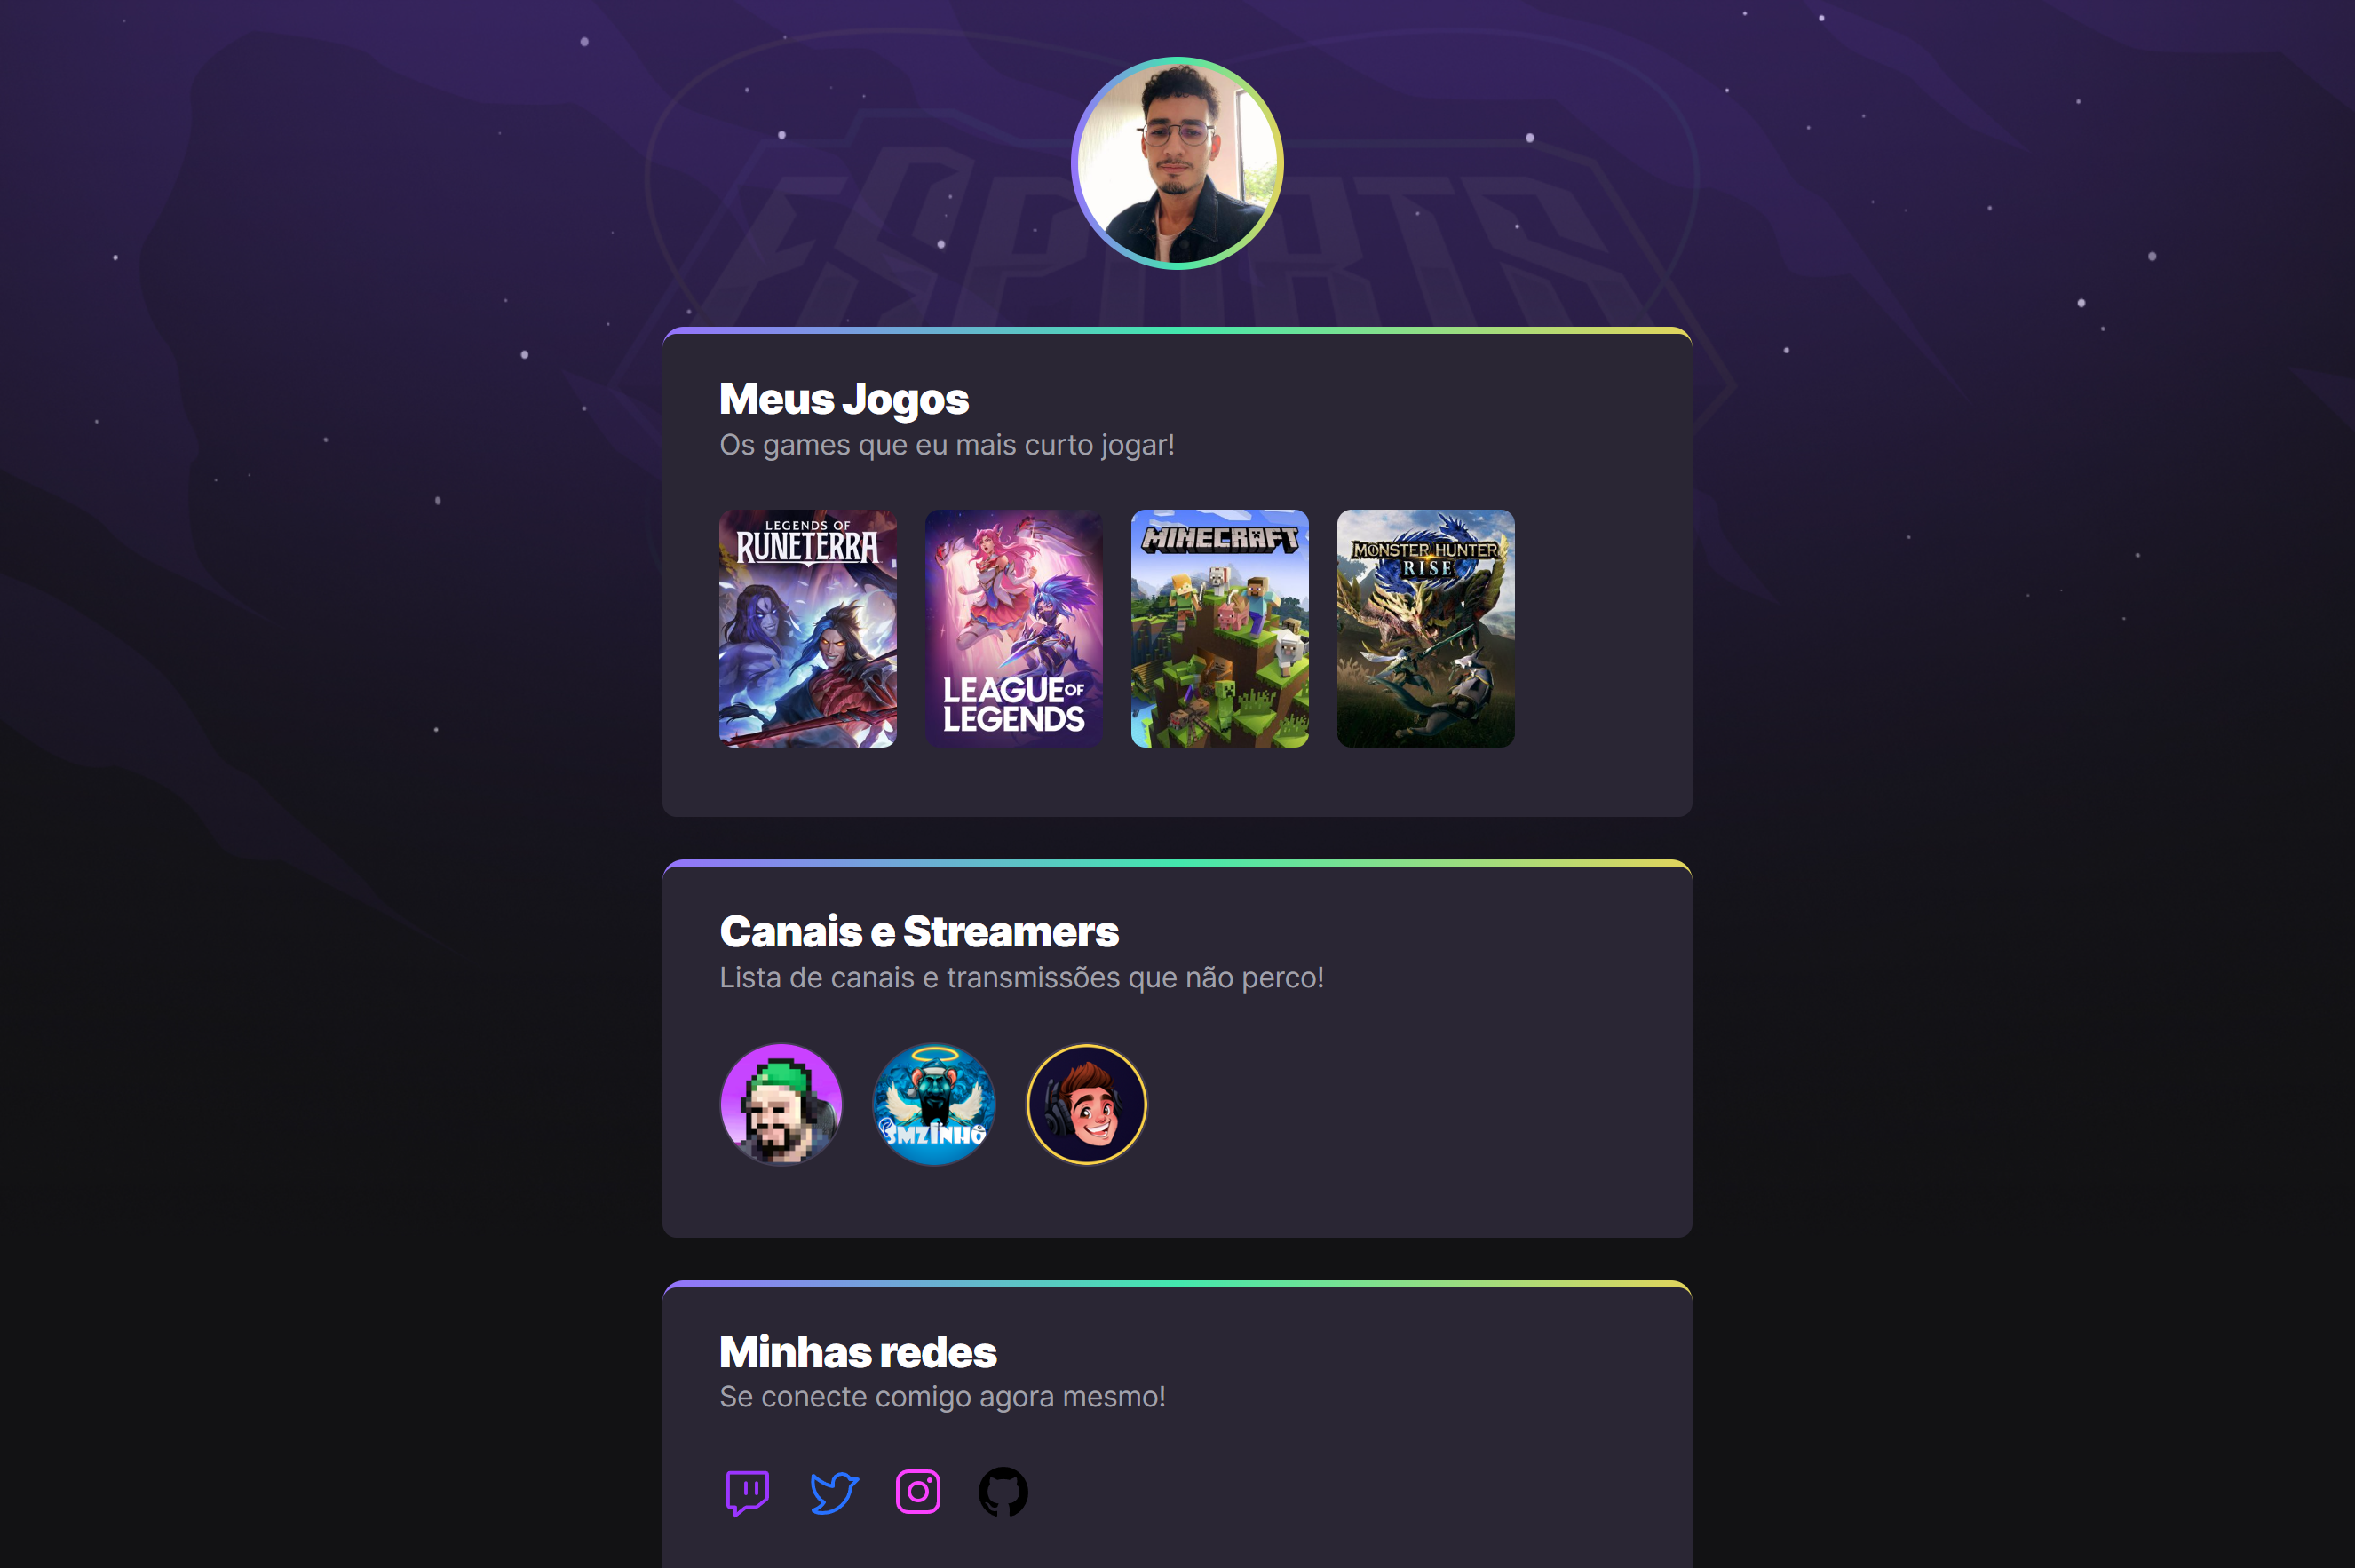 ESPORTS
Meus Jogos
Os games que eu mais curto jogar!
LEGENDS OF
RUNETERRA
LEAGUE OF
LEGENDS
MINECRAFT
MONSTER HUNTER
RISE
Canais e Streamers
Lista de canais e transmissões que não perco!
BMZINHO
Minhas redes
Se conecte comigo agora mesmo!